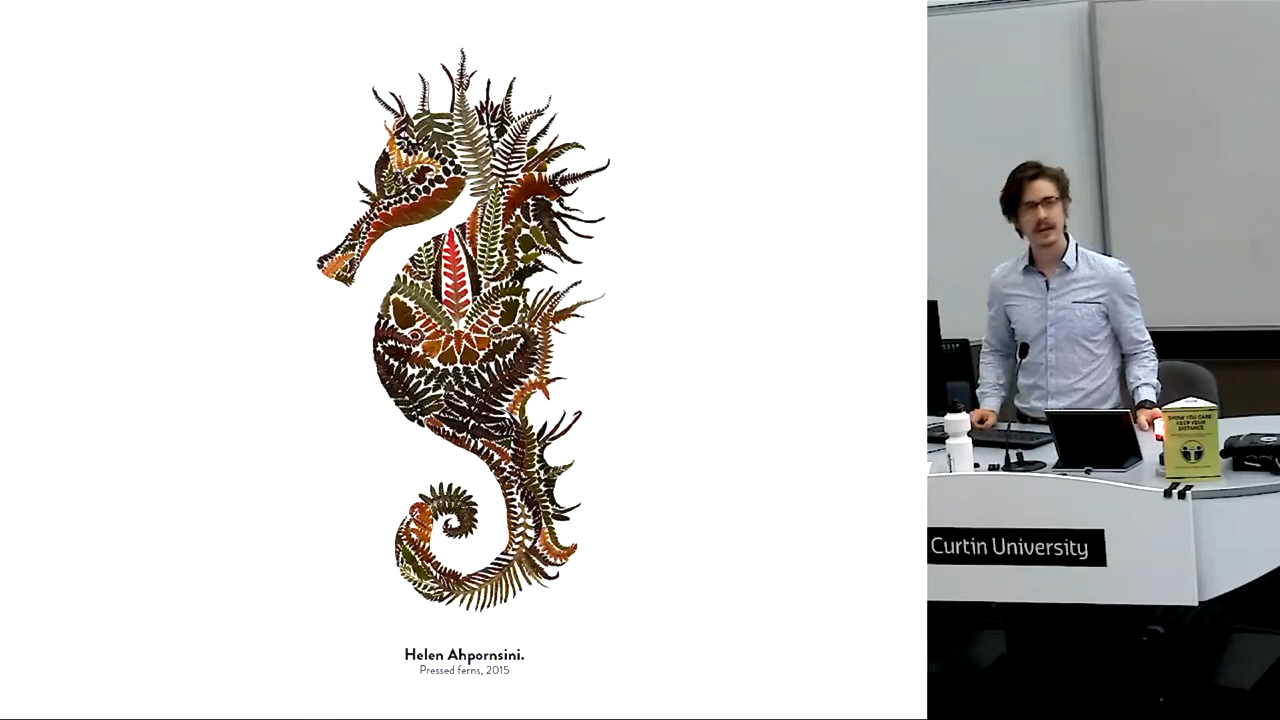 Helen Ahpornsini.
Pressed ferns, 2015
SHOW YOU CARE
KEEP YOUR
DISTANCE
Curtin University